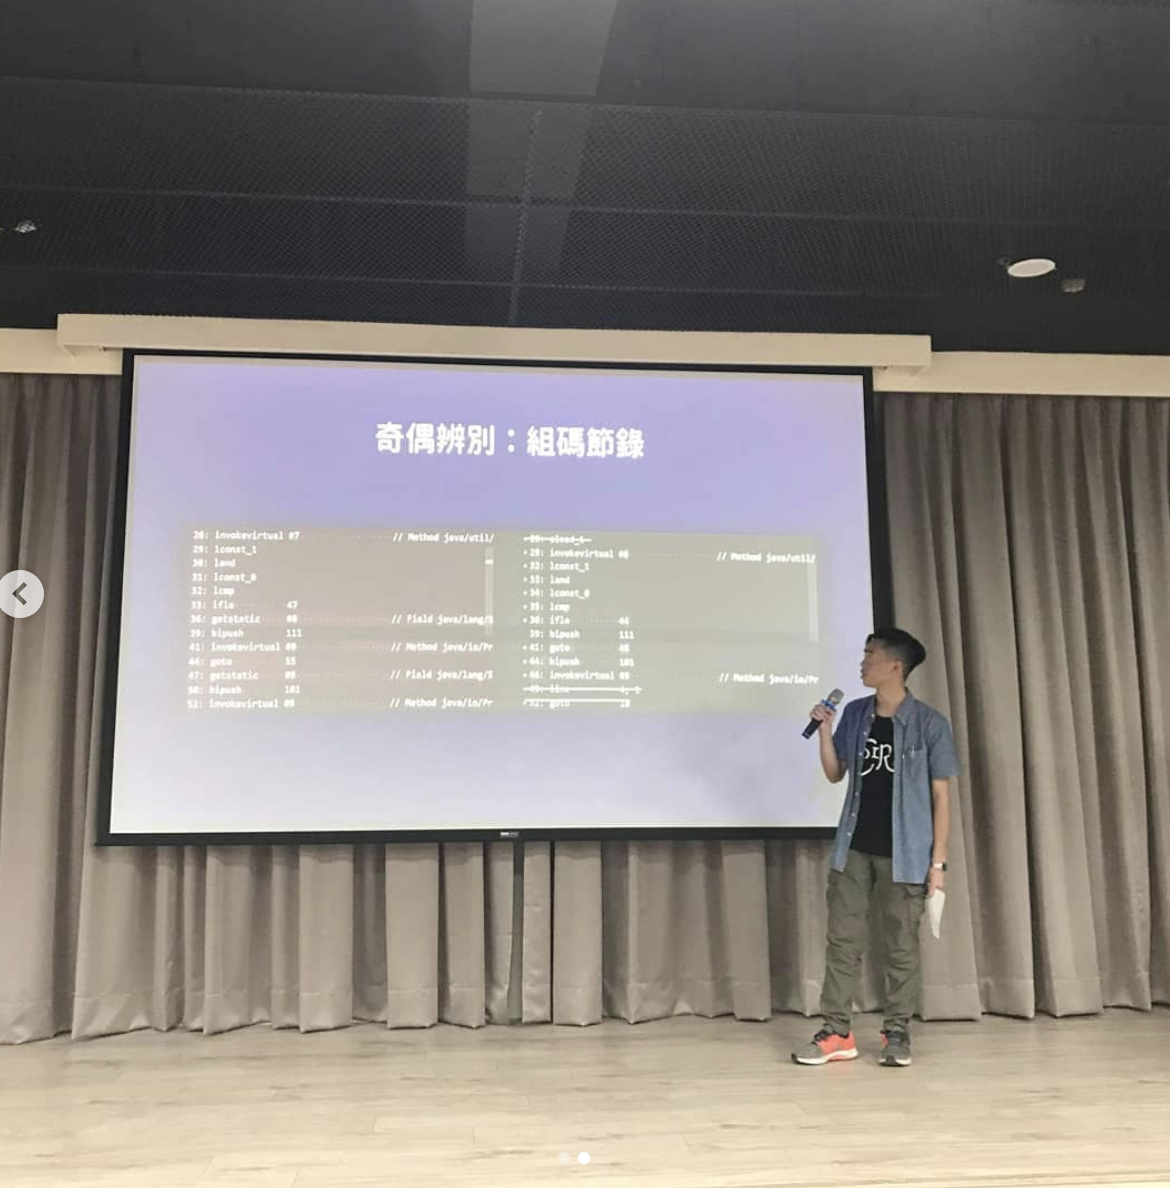 奇偶辨別：組碼節錄
28: invokevirtual #7 // Method java/util/
29: lconst_1
30: land
31: lconst_0
32: lcmp
33: ifle 47
36: getstatic #8 // Field java/lang/S
39: bipush 111
41: invokevirtual #9 // Method java/io/Pr
44: goto 55
47: getstatic #8 // Field java/lang/S
50: bipush 101
52: invokevirtual #9 // Method java/io/Pr
29: invokevirtual #8 // Method java/util/
32: lconst_1
33: land
34: lconst_0
35: lcmp
36: ifle 44
39: bipush 111
41: goto 46
44: bipush 101
46: invokevirtual #9 // Method java/io/Pr
52: goto